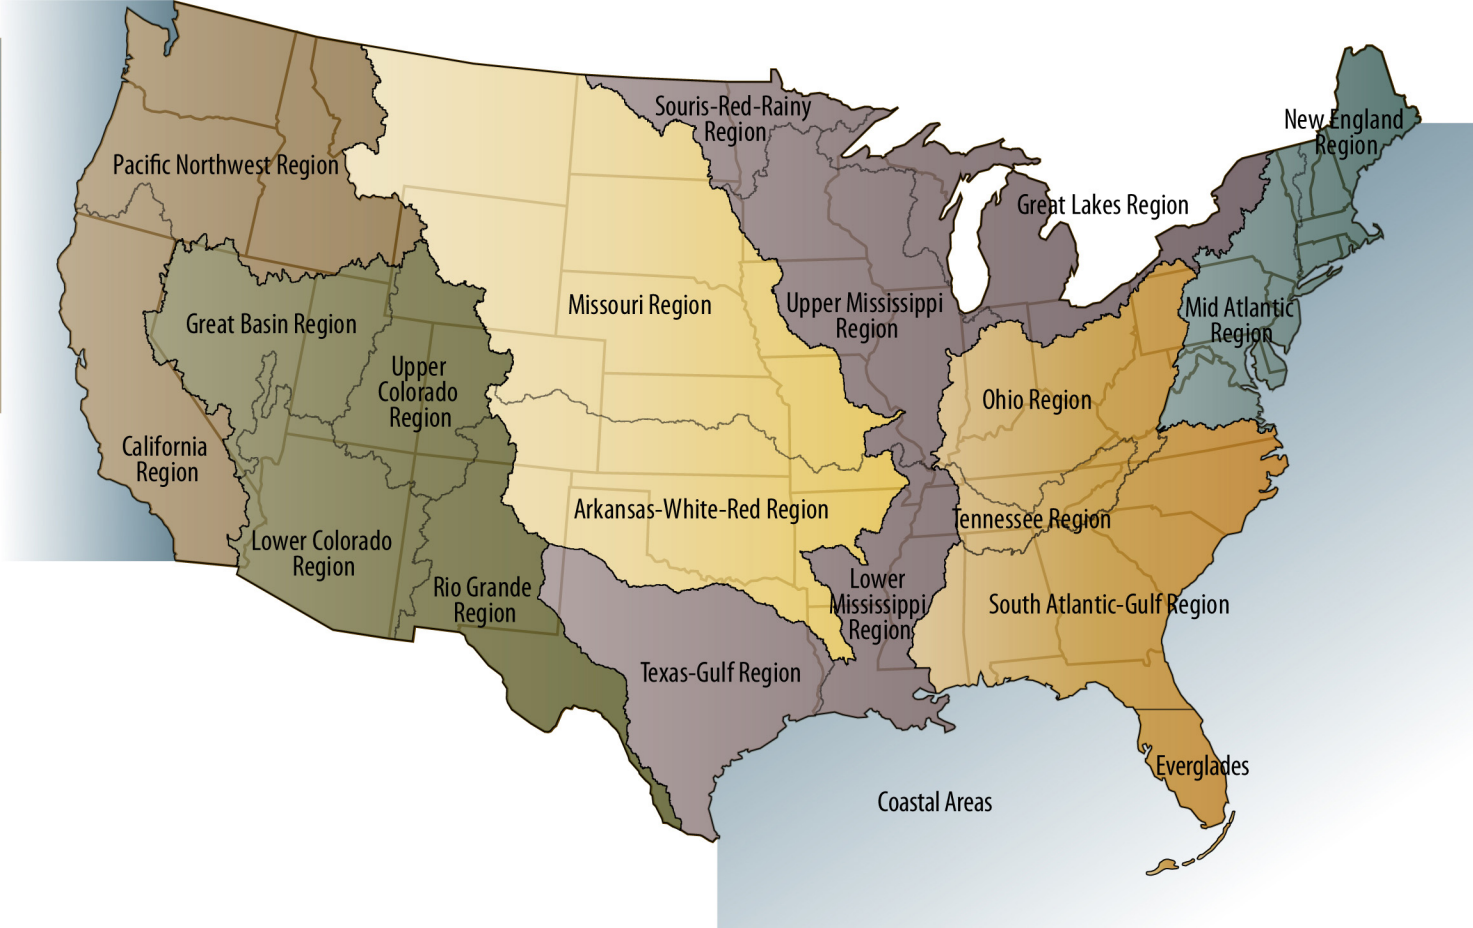 Souris-Red-Rainy
Region
New England
Region
Pacific Northwest Region
Great Lakes Region
Great Basin Region
Missouri Region
Upper Mississippi
Region
Mid Atlantic
Region
Upper
Colorado
Region
Ohio Region
California
Region
Arkansas-White-Red Region
Tennessee Region
Lower Colorado
Region
Rio Grande
Region
Lower
Mississippi
Region
South Atlantic-Gulf Region
Texas-Gulf Region
Everglades
Coastal Areas